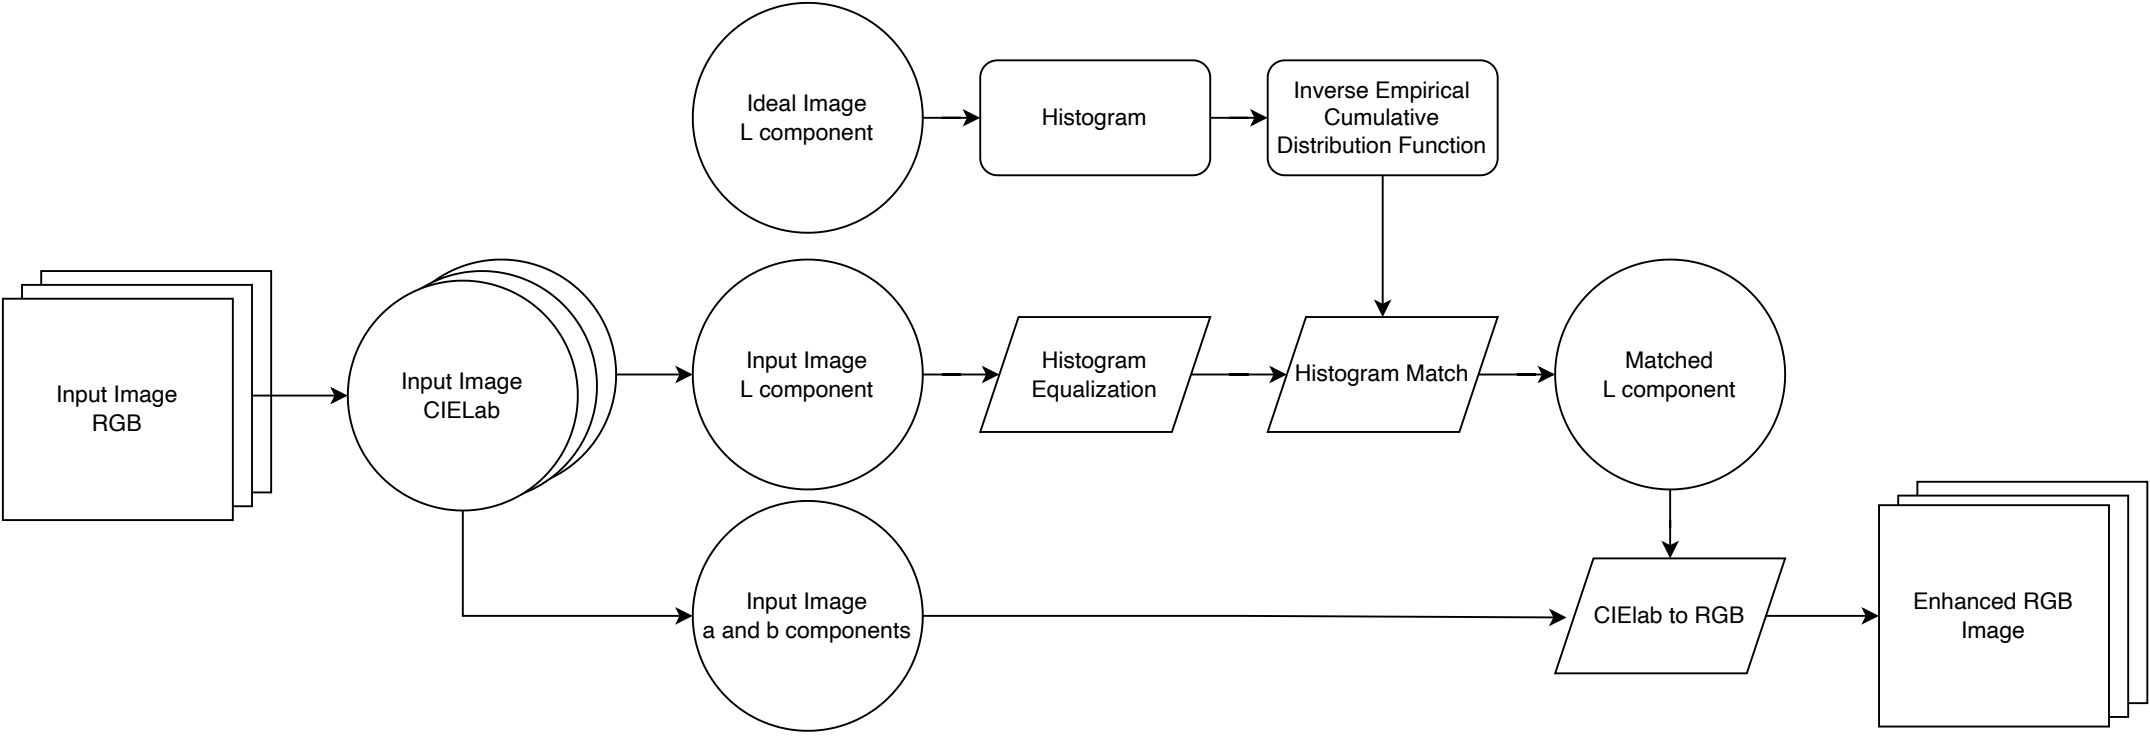 Ideal Image
L component
Histogram
Inverse Empirical
Cumulative
Distribution Function
Input Image
RGB
Input Image
CIELab
Input Image
L component
Histogram
Equalization
Histogram Match
Matched
L component
Input Image
a and b components
CIElab to RGB
Enhanced RGB
Image